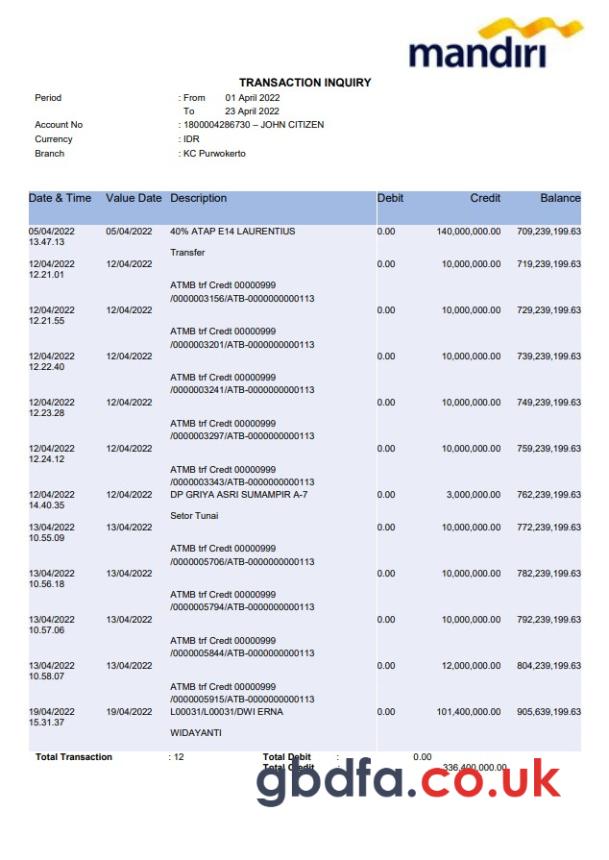 mandiri
TRANSACTION INQUIRY
Period : From 01 April 2022
To 23 April 2022
Account No : 1800004286730 – JOHN CITIZEN
Currency : IDR
Branch : KC Purwokerto
Date & Time Value Date Description Debit Credit Balance
05/04/2022 05/04/2022 40% ATAP E14 LAURENTIUS 0.00 140,000,000.00 709,239,199.63
13.47.13
Transfer
12/04/2022 12/04/2022 0.00 10,000,000.00 719,239,199.63
12.21.01
ATMB trf Credt 00000999
/0000003156/ATB-0000000000113
12/04/2022 12/04/2022 0.00 10,000,000.00 729,239,199.63
12.21.55
ATMB trf Credt 00000999
/0000003201/ATB-0000000000113
12/04/2022 12/04/2022 0.00 10,000,000.00 739,239,199.63
12.22.40
ATMB trf Credt 00000999
/0000003241/ATB-0000000000113
12/04/2022 12/04/2022 0.00 10,000,000.00 749,239,199.63
12.23.28
ATMB trf Credt 00000999
/0000003297/ATB-0000000000113
12/04/2022 12/04/2022 0.00 10,000,000.00 759,239,199.63
12.24.12
ATMB trf Credt 00000999
/0000003343/ATB-0000000000113
12/04/2022 12/04/2022 DP GRIYA ASRI SUMAMPIR A-7 0.00 3,000,000.00 762,239,199.63
14.40.35
Setor Tunai
13/04/2022 13/04/2022 0.00 10,000,000.00 772,239,199.63
10.55.09
ATMB trf Credt 00000999
/0000005706/ATB-0000000000113
13/04/2022 13/04/2022 0.00 10,000,000.00 782,239,199.63
10.56.18
ATMB trf Credt 00000999
/0000005794/ATB-0000000000113
13/04/2022 13/04/2022 0.00 10,000,000.00 792,239,199.63
10.57.06
ATMB trf Credt 00000999
/0000005844/ATB-0000000000113
13/04/2022 13/04/2022 0.00 12,000,000.00 804,239,199.63
10.58.07
ATMB trf Credt 00000999
/0000005915/ATB-0000000000113
19/04/2022 19/04/2022 L00031/L00031/DWI ERNA 0.00 101,400,000.00 905,639,199.63
15.31.37
WIDAYANTI
Total Transaction : 12 Total Debit : 0.00
Total Credit : 336,400,000.00
gbdfa.co.uk